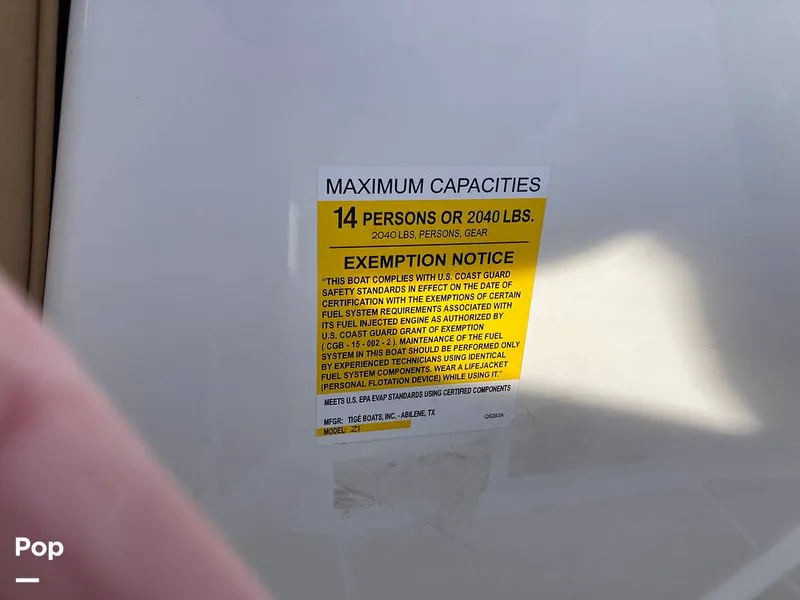 MAXIMUM CAPACITIES
14 PERSONS OR 2040 LBS.
2040 LBS, PERSONS, GEAR
EXEMPTION NOTICE
"THIS BOAT COMPLIES WITH U.S. COAST GUARD
SAFETY STANDARDS IN EFFECT ON THE DATE OF
CERTIFICATION WITH THE EXEMPTIONS OF CERTAIN
FUEL SYSTEM REQUIREMENTS ASSOCIATED WITH
ITS FUEL INJECTED ENGINE AS AUTHORIZED BY
U.S. COAST GUARD GRANT OF EXEMPTION
( CGB - 15 - 002 - 2 ). MAINTENANCE OF THE FUEL
SYSTEM IN THIS BOAT SHOULD BE PERFORMED ONLY
BY EXPERIENCED TECHNICIANS USING IDENTICAL
FUEL SYSTEM COMPONENTS. WEAR A LIFEJACKET
(PERSONAL FLOTATION DEVICE) WHILE USING IT."
MEETS U.S. EPA EVAP STANDARDS USING CERTIFIED COMPONENTS
MFGR: TIGÉ BOATS, INC. - ABILENE, TX
MODEL: Z1
Pop